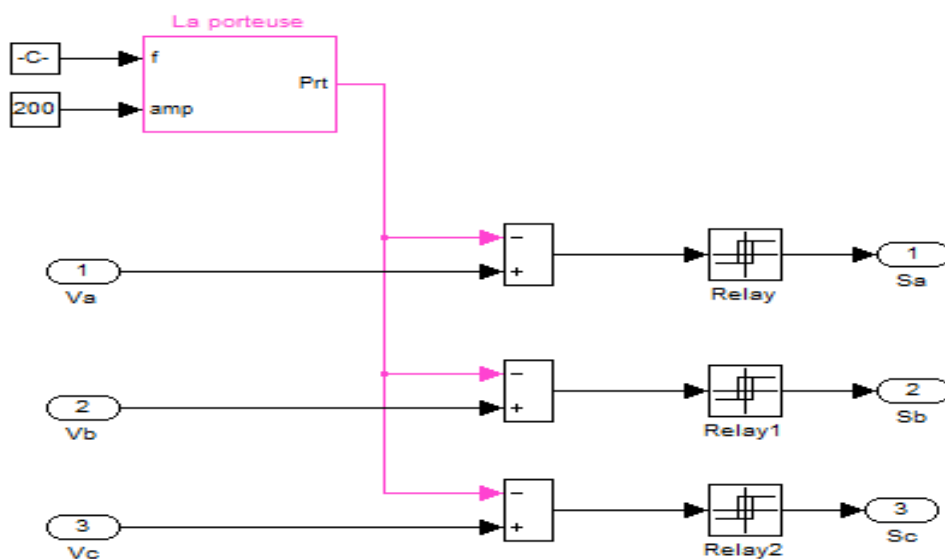 La porteuse
-C-
f
Prt
200
amp
−
1
+
1
Va
Relay
Sa
−
2
+
2
Vb
Relay1
Sb
−
3
+
3
Vc
Relay2
Sc